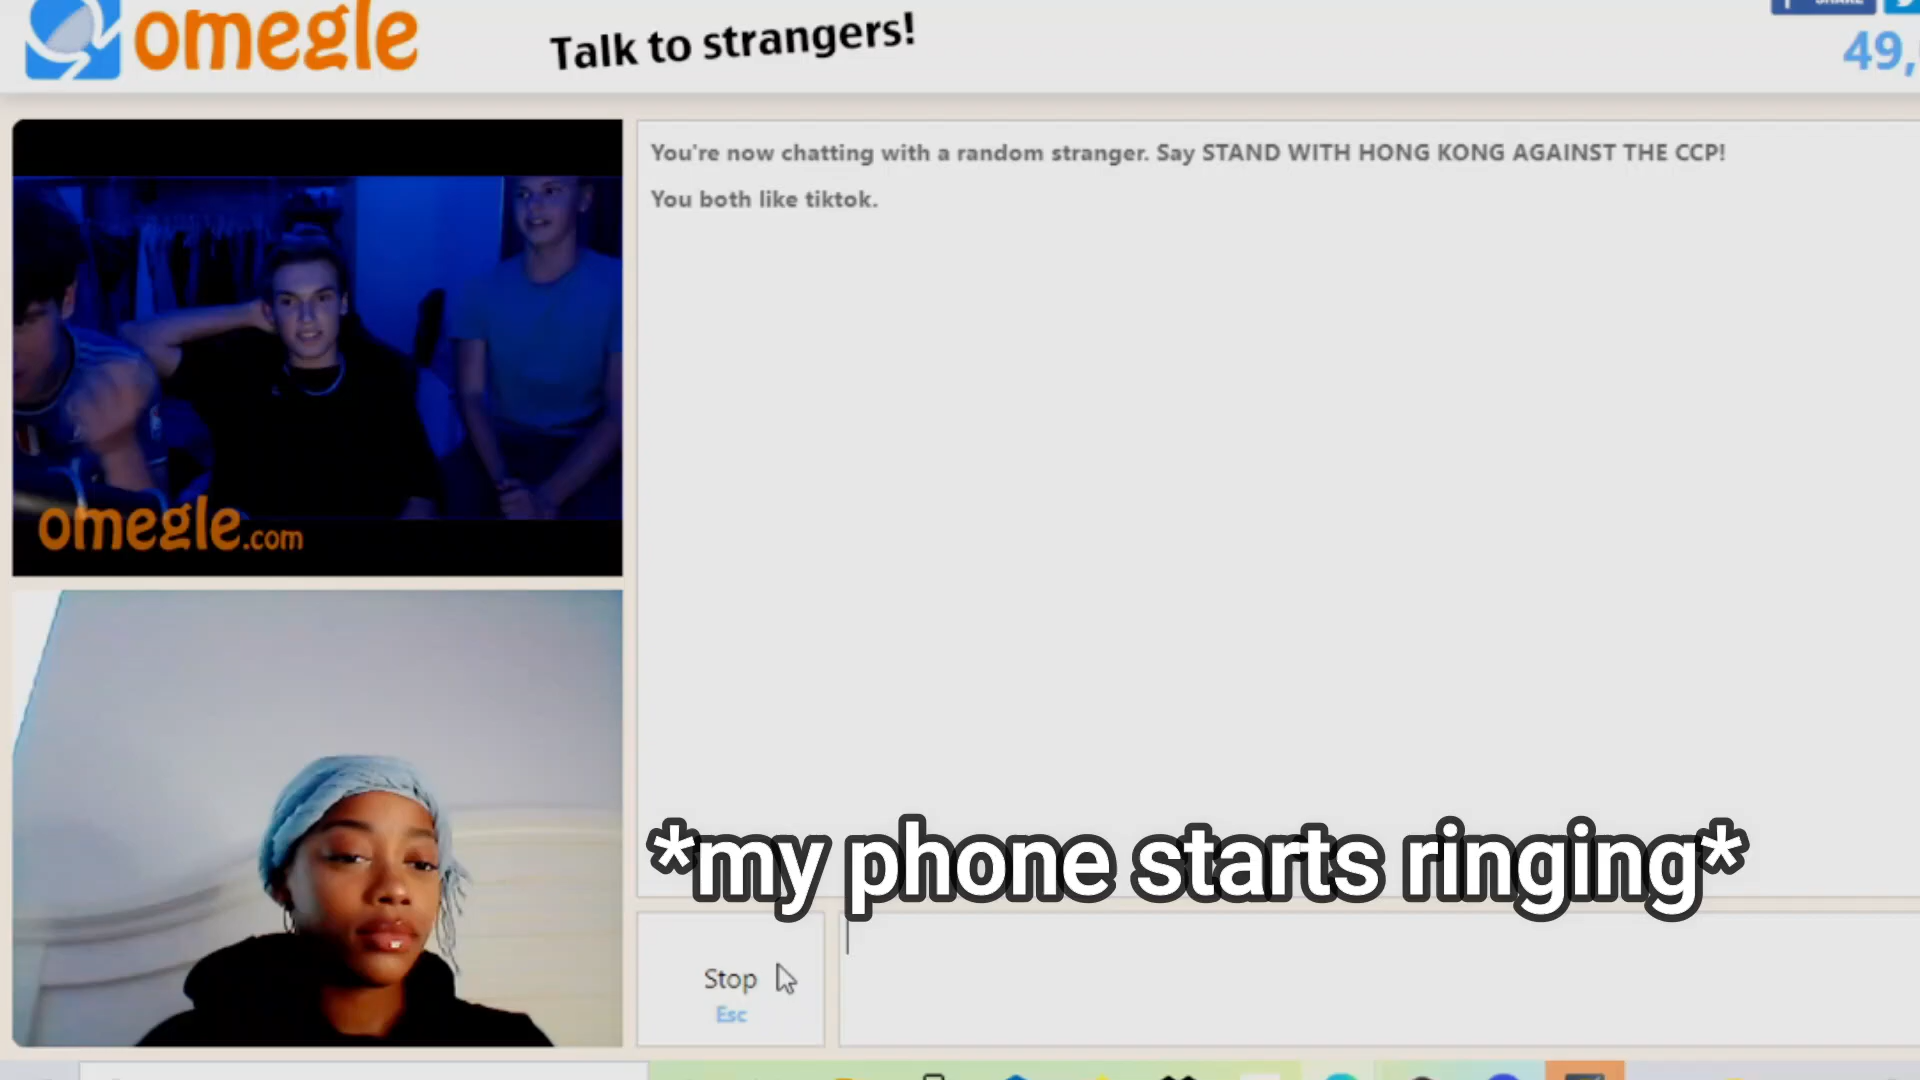 omegle
Talk to strangers!
SHARE
49,
You're now chatting with a random stranger. Say STAND WITH HONG KONG AGAINST THE CCP!
You both like tiktok.
omegle.com
*my phone starts ringing*
Stop
Esc